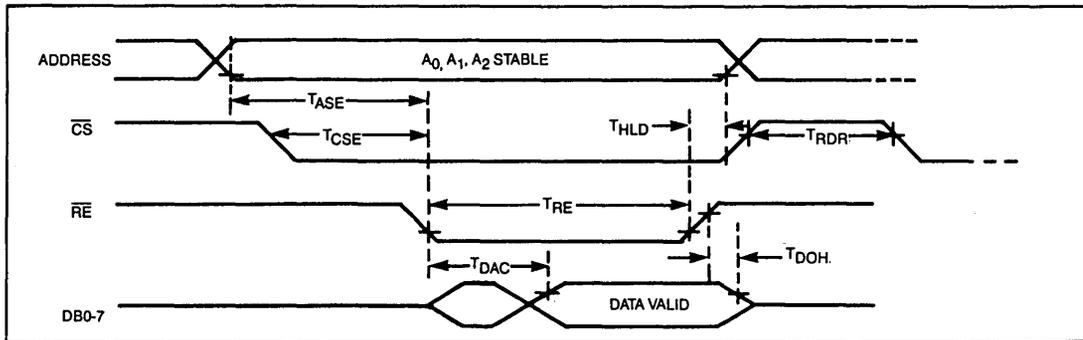 ADDRESS
A0, A1, A2 STABLE
TASE
CS
TCSE
THLD
TRDR
RE
TRE
TDAC
TDOH.
DB0-7
DATA VALID